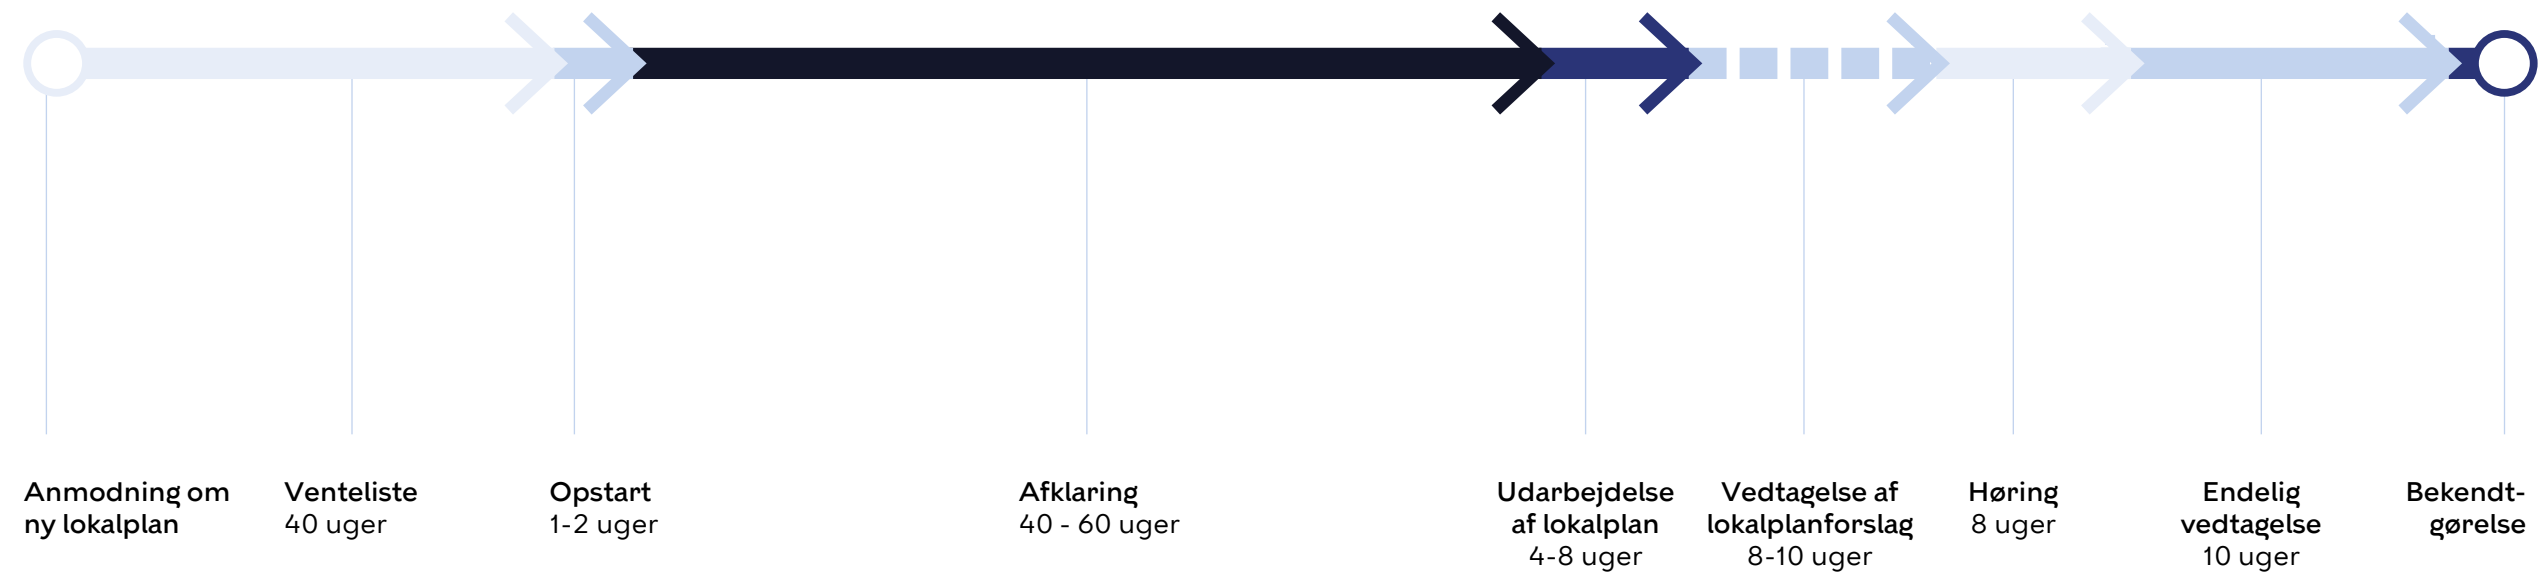 Anmodning om
ny lokalplan
Venteliste
40 uger
Opstart
1-2 uger
Afklaring
40 - 60 uger
Udarbejdelse
af lokalplan
4-8 uger
Vedtagelse af
lokalplanforslag
8-10 uger
Høring
8 uger
Endelig
vedtagelse
10 uger
Bekendt-
gørelse